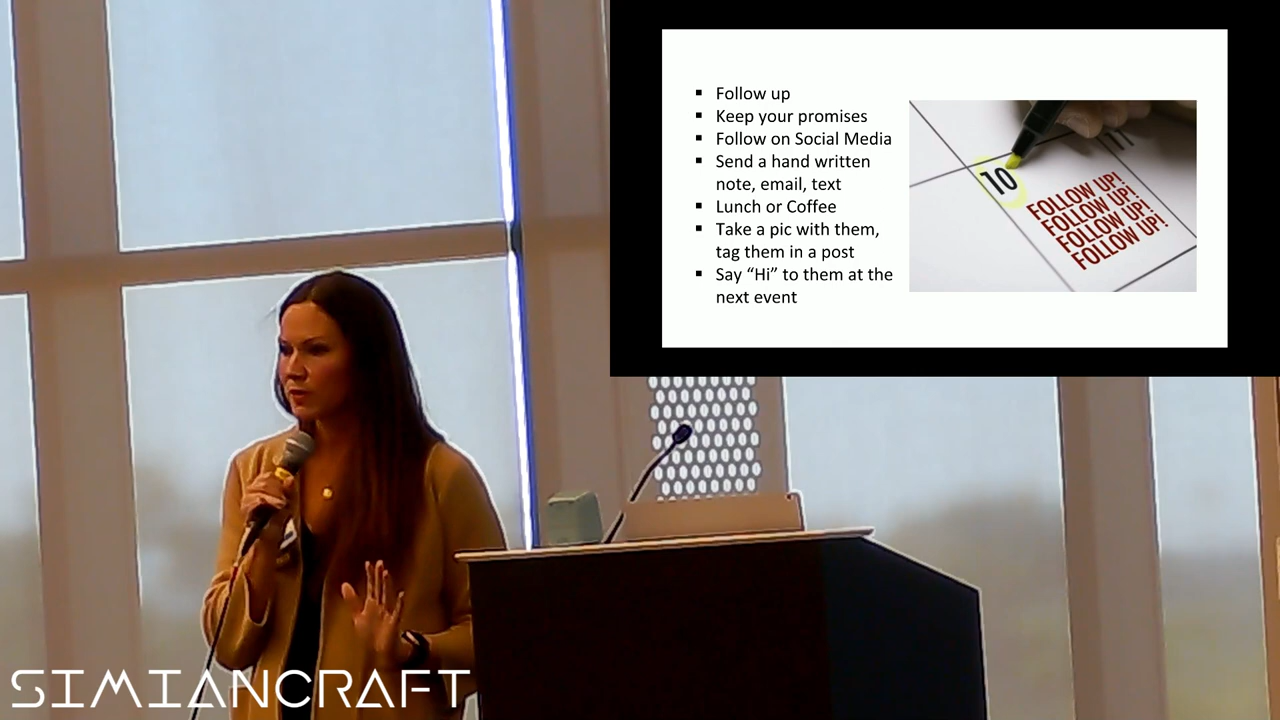 ▪ Follow up
▪ Keep your promises
▪ Follow on Social Media
▪ Send a hand written
note, email, text
▪ Lunch or Coffee
▪ Take a pic with them,
tag them in a post
▪ Say “Hi” to them at the
next event
10
11
FOLLOW UP!
FOLLOW UP!
FOLLOW UP!
FOLLOW UP!
SIMIANCRAFT